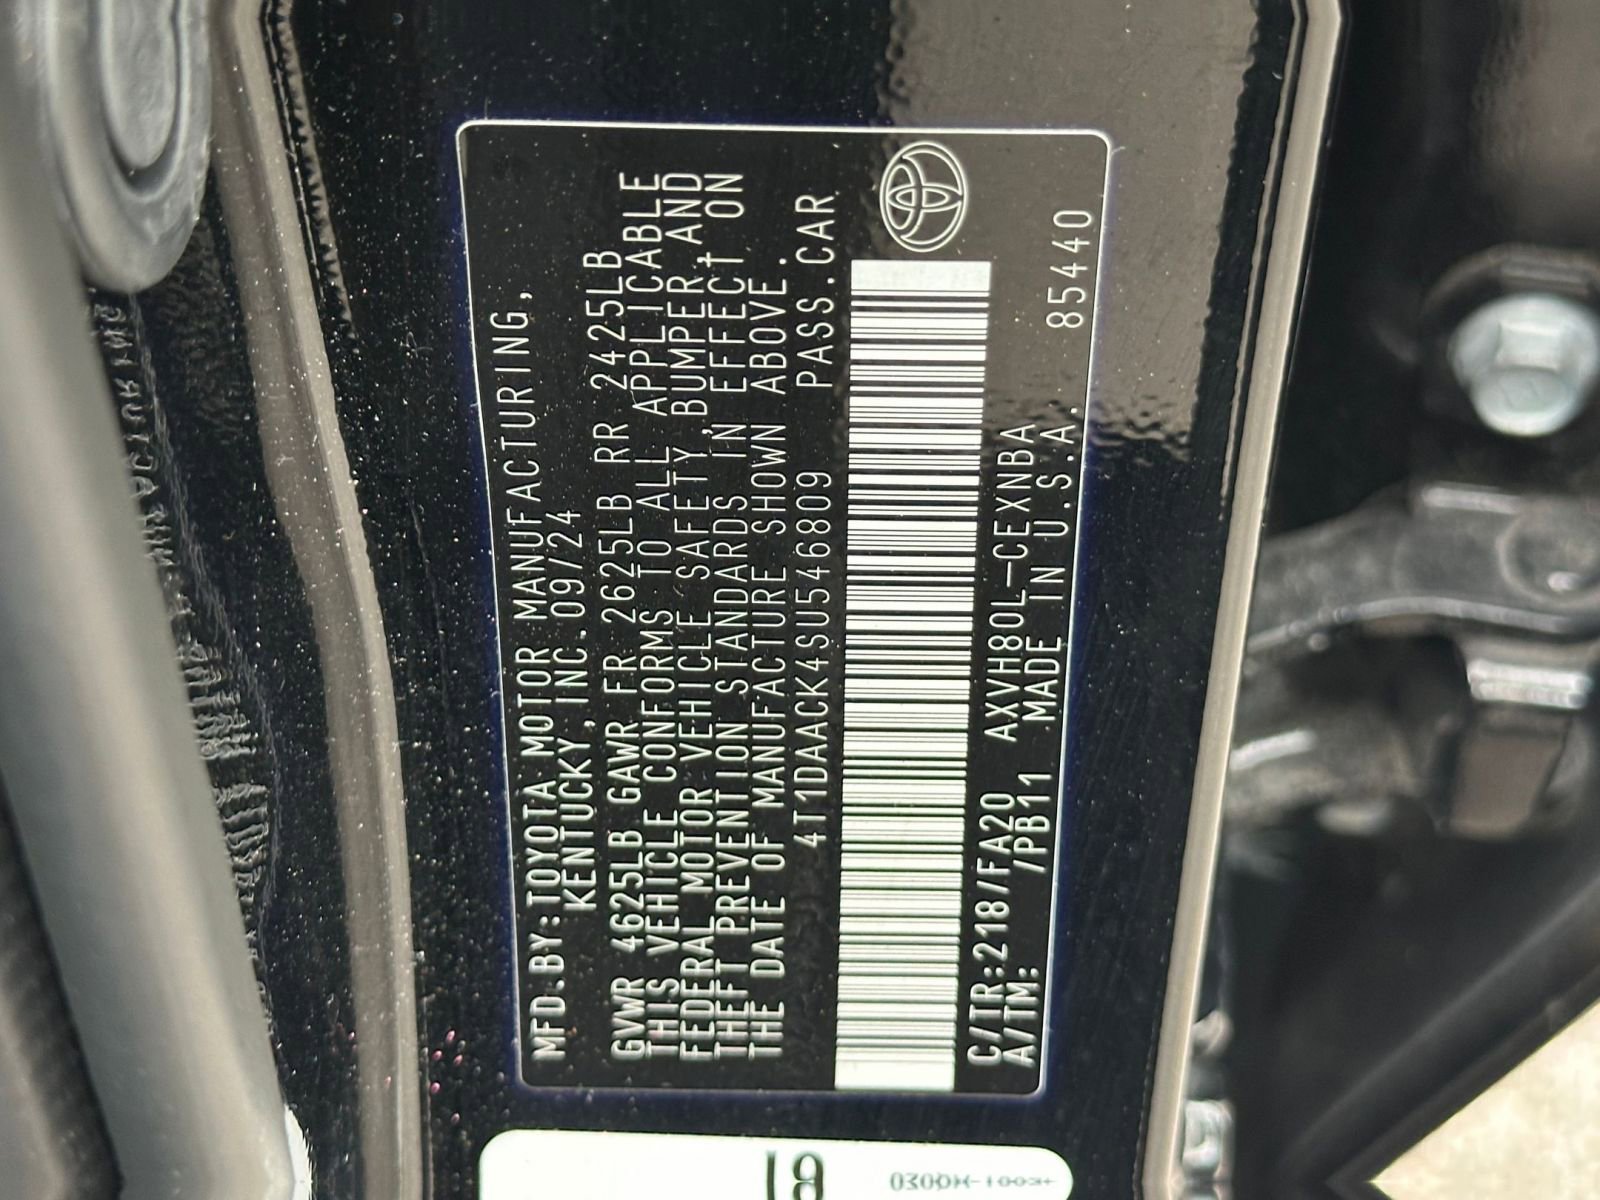 MFD.BY:TOYOTA MOTOR MANUFACTURING,
KENTUCKY,INC.09/24
GVWR 4625LB GAWR FR 2625LB RR 2425LB
THIS VEHICLE CONFORMS TO ALL APPLICABLE
FEDERAL MOTOR VEHICLE SAFETY,BUMPER,AND
THEFT PREVENTION STANDARDS IN EFFECT ON
THE DATE OF MANUFACTURE SHOWN ABOVE.
4T1DAACK4SU546809 PASS.CAR
C/TR:218/FA20 AXVH80L-CEXNBA
A/TM: /PB11 MADE IN U.S.A. 85440